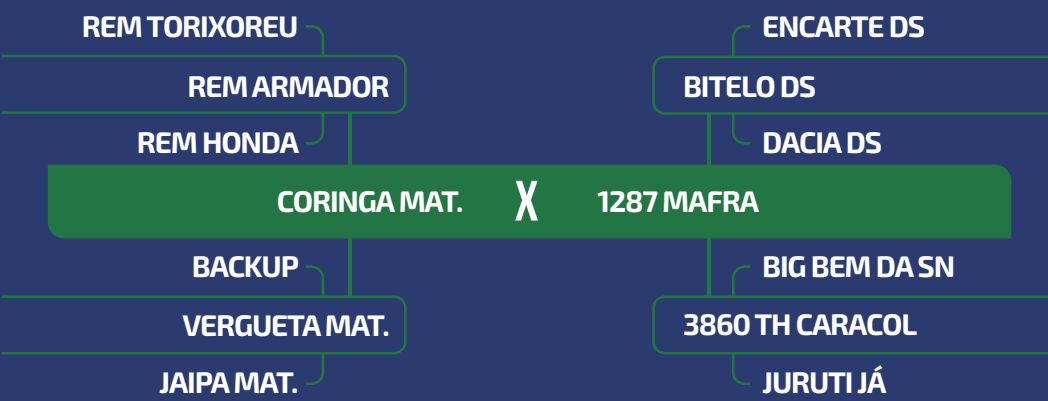 REM TORIXOREU
ENCARTE DS
REM ARMADOR
BITELO DS
REM HONDA
DACIA DS
CORINGA MAT. X 1287 MAFRA
BACKUP
BIG BEM DA SN
VERGUETA MAT.
3860 TH CARACOL
JAIPA MAT.
JURUTI JÁ